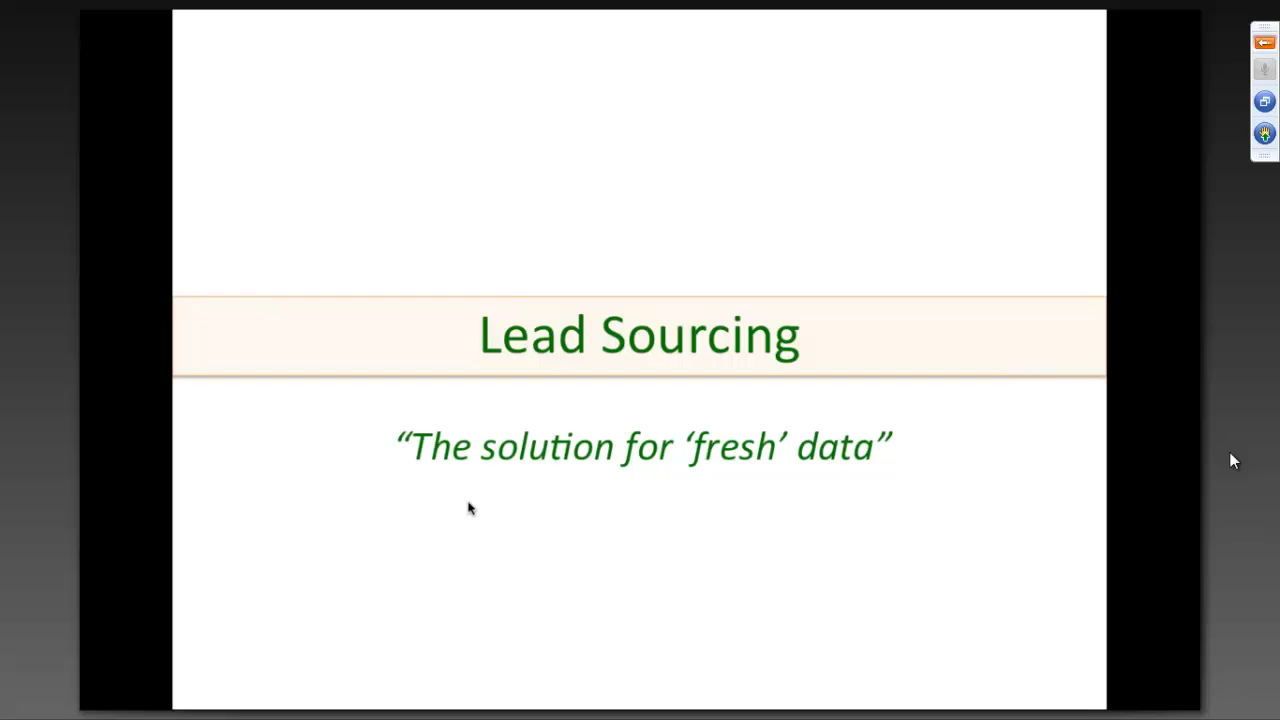 Lead Sourcing
“The solution for ‘fresh’ data”